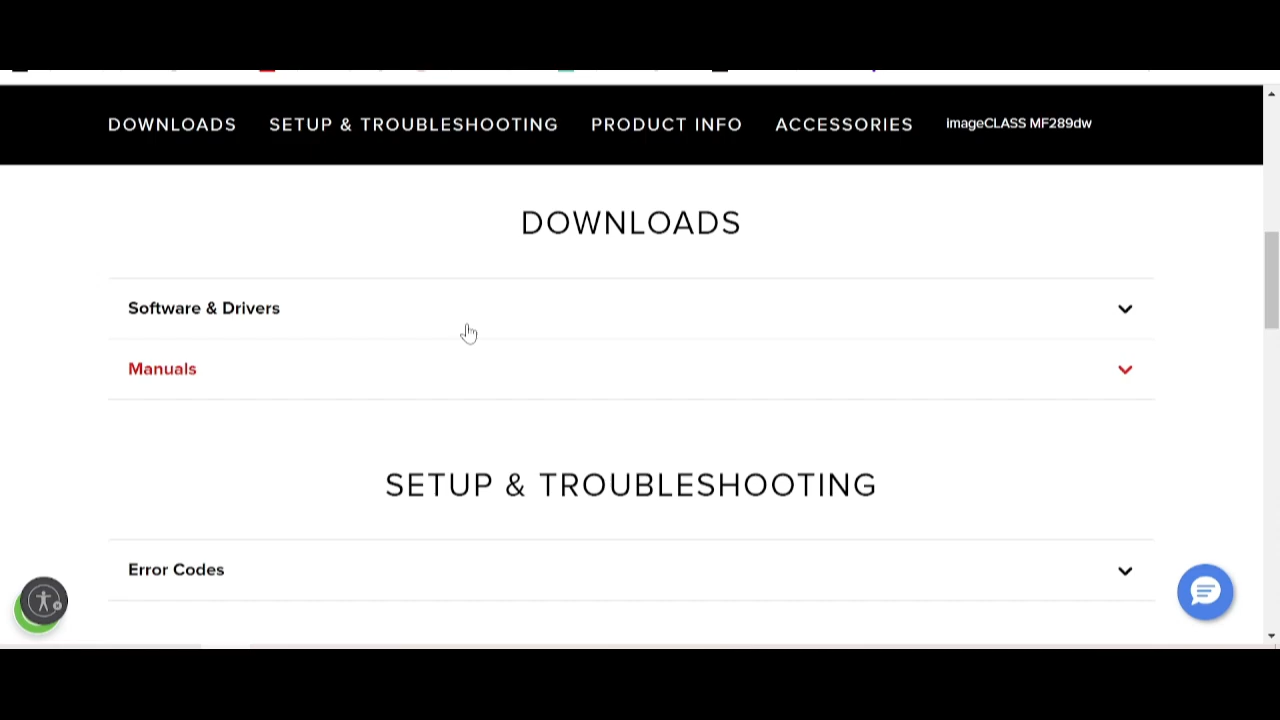 DOWNLOADS SETUP & TROUBLESHOOTING PRODUCT INFO ACCESSORIES imageCLASS MF289dw
DOWNLOADS
Software & Drivers
Manuals
SETUP & TROUBLESHOOTING
Error Codes